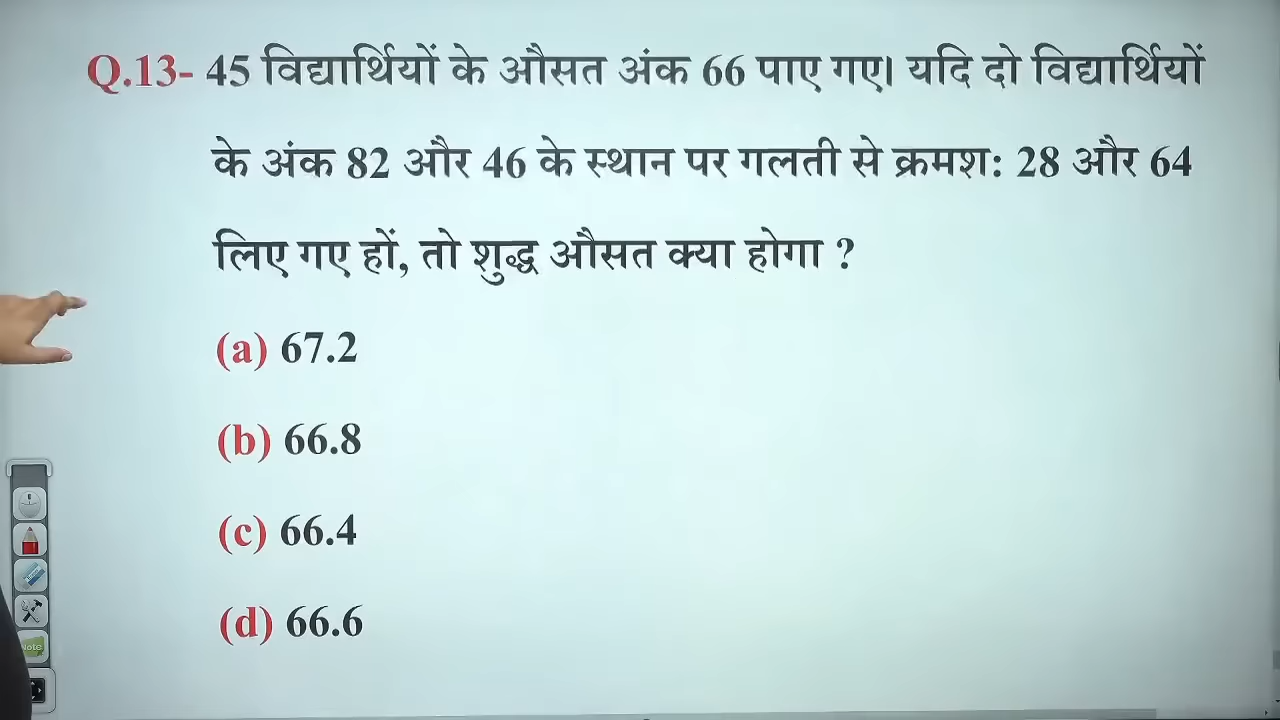 Q.13- 45 विद्यार्थियों के औसत अंक 66 पाए गए। यदि दो विद्यार्थियों
के अंक 82 और 46 के स्थान पर गलती से क्रमश: 28 और 64
लिए गए हों, तो शुद्ध औसत क्या होगा ?
(a) 67.2
(b) 66.8
(c) 66.4
(d) 66.6
Note